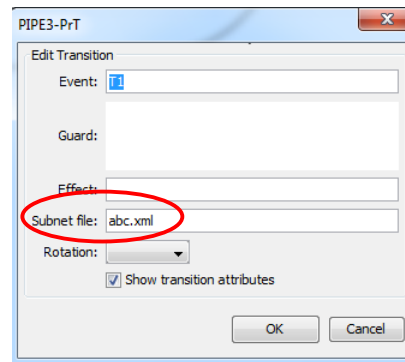 PIPE3-PrT
Edit Transition
Event: T1
Guard:
Effect:
Subnet file: abc.xml
Rotation:
Show transition attributes
OK Cancel